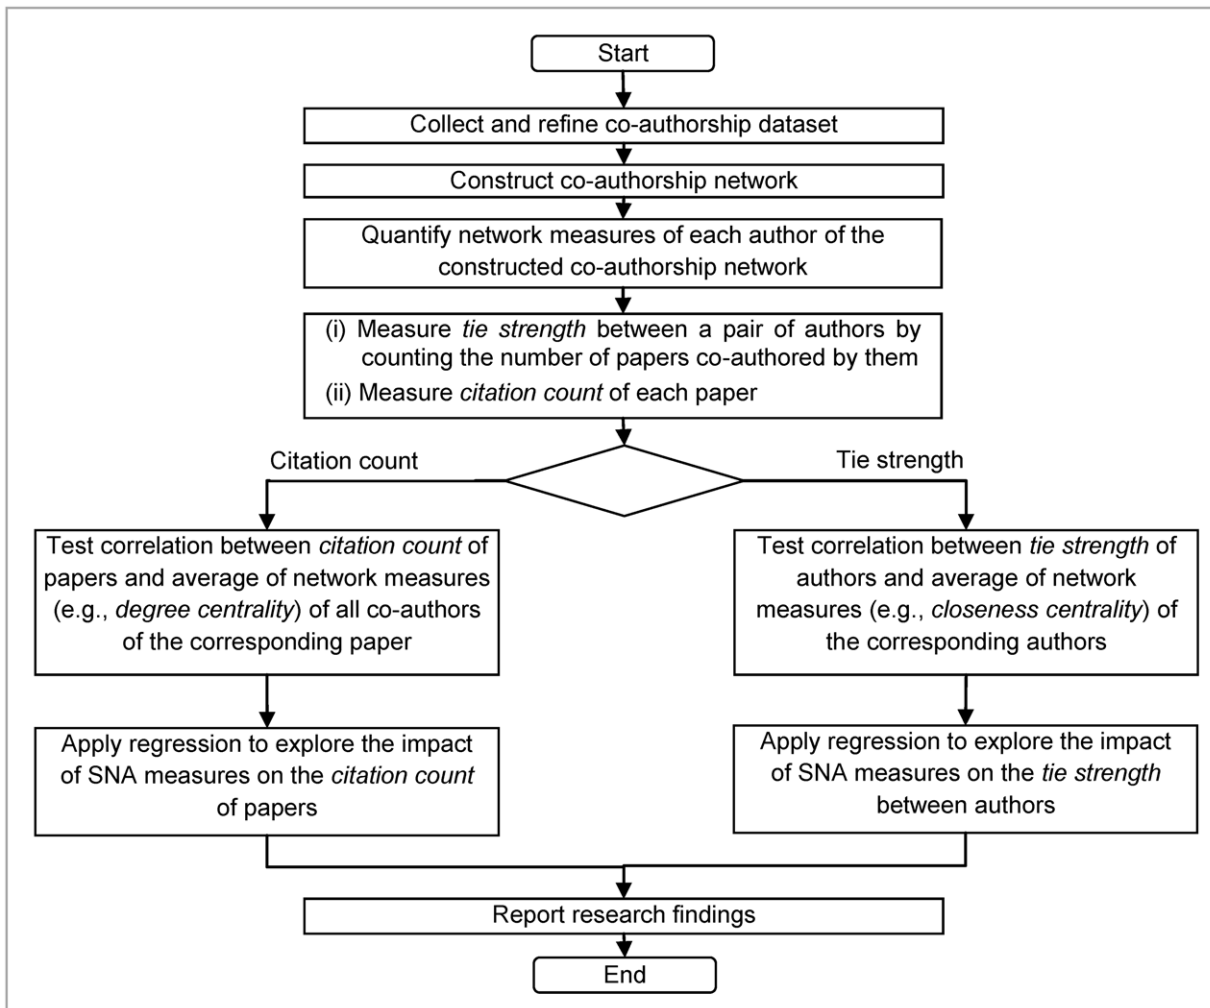 Start
Collect and refine co-authorship dataset
Construct co-authorship network
Quantify network measures of each author of the
constructed co-authorship network
(i) Measure tie strength between a pair of authors by
counting the number of papers co-authored by them
(ii) Measure citation count of each paper
Citation count
Tie strength
Test correlation between citation count of
papers and average of network measures
(e.g., degree centrality) of all co-authors
of the corresponding paper
Test correlation between tie strength of
authors and average of network
measures (e.g., closeness centrality) of
the corresponding authors
Apply regression to explore the impact
of SNA measures on the citation count
of papers
Apply regression to explore the impact
of SNA measures on the tie strength
between authors
Report research findings
End